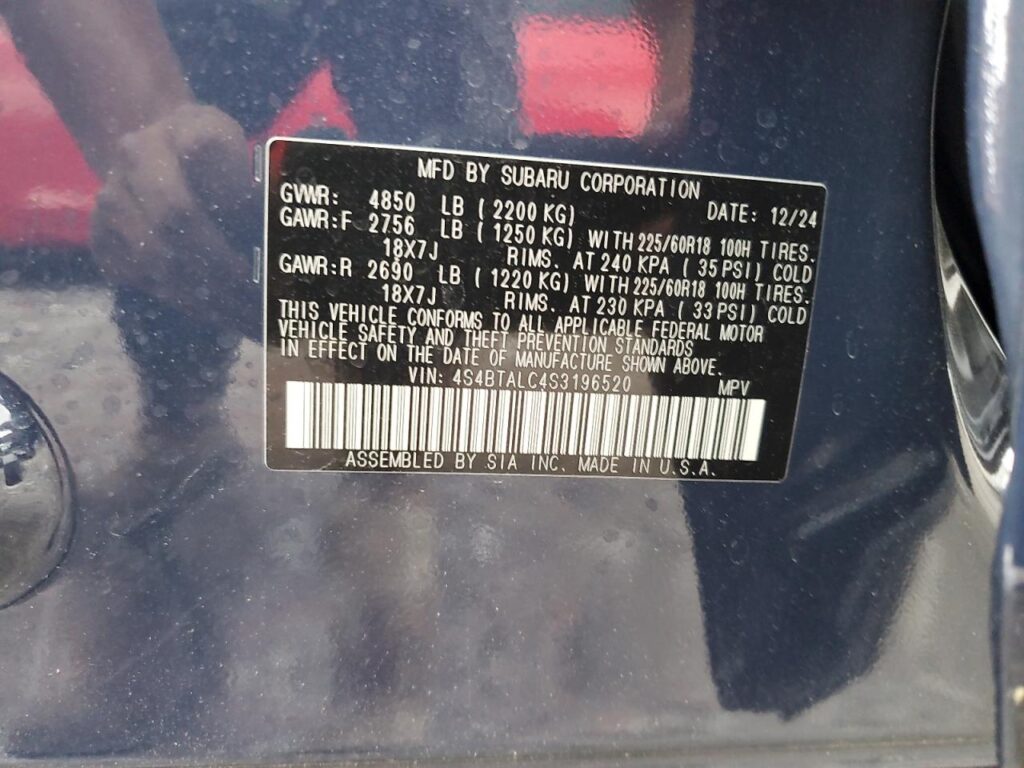 MFD BY SUBARU CORPORATION
GVWR: 4850 LB ( 2200 KG) DATE: 12/24
GAWR:F 2756 LB ( 1250 KG) WITH 225/60R18 100H TIRES.
18X7J RIMS. AT 240 KPA ( 35 PSI) COLD
GAWR:R 2690 LB ( 1220 KG) WITH 225/60R18 100H TIRES.
18X7J RIMS. AT 230 KPA ( 33 PSI) COLD
THIS VEHICLE CONFORMS TO ALL APPLICABLE FEDERAL MOTOR
VEHICLE SAFETY AND THEFT PREVENTION STANDARDS
IN EFFECT ON THE DATE OF MANUFACTURE SHOWN ABOVE.
VIN: 4S4BTALC4S3196520 MPV
ASSEMBLED BY SIA INC. MADE IN U.S.A.